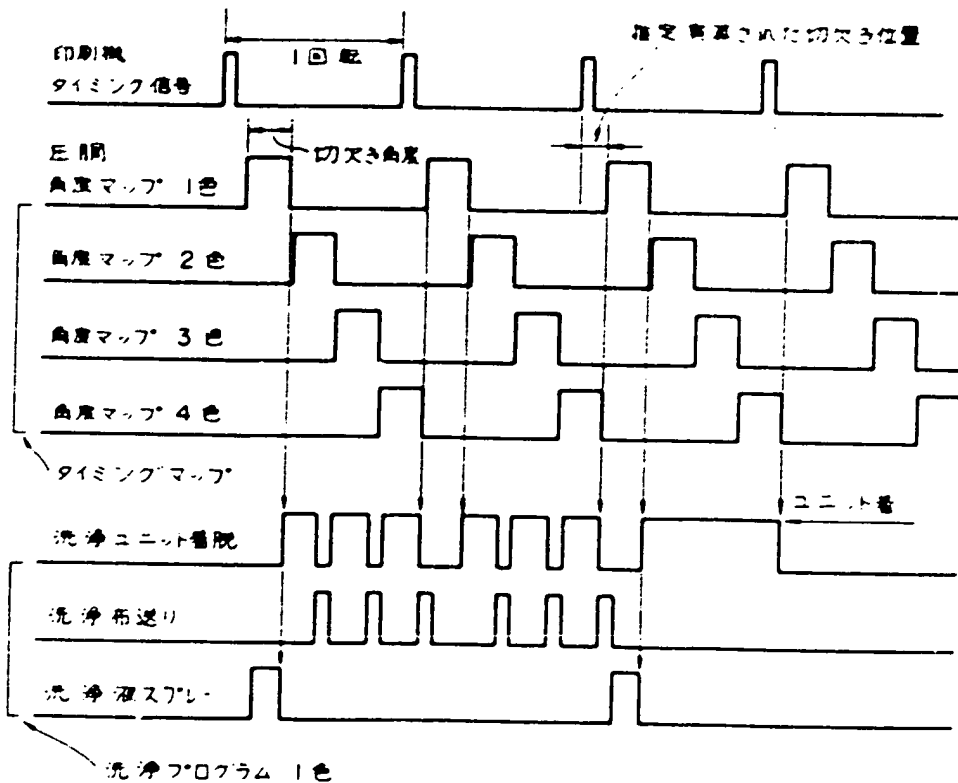 印刷機
タイミング信号
1回転
推定演算された切欠き位置
圧胴
角度マップ 1色
切欠き角度
角度マップ 2色
角度マップ 3色
角度マップ 4色
タイミングマップ
洗浄ユニット着脱
ユニット着
洗浄布送り
洗浄液スプレー
洗浄プログラム 1色